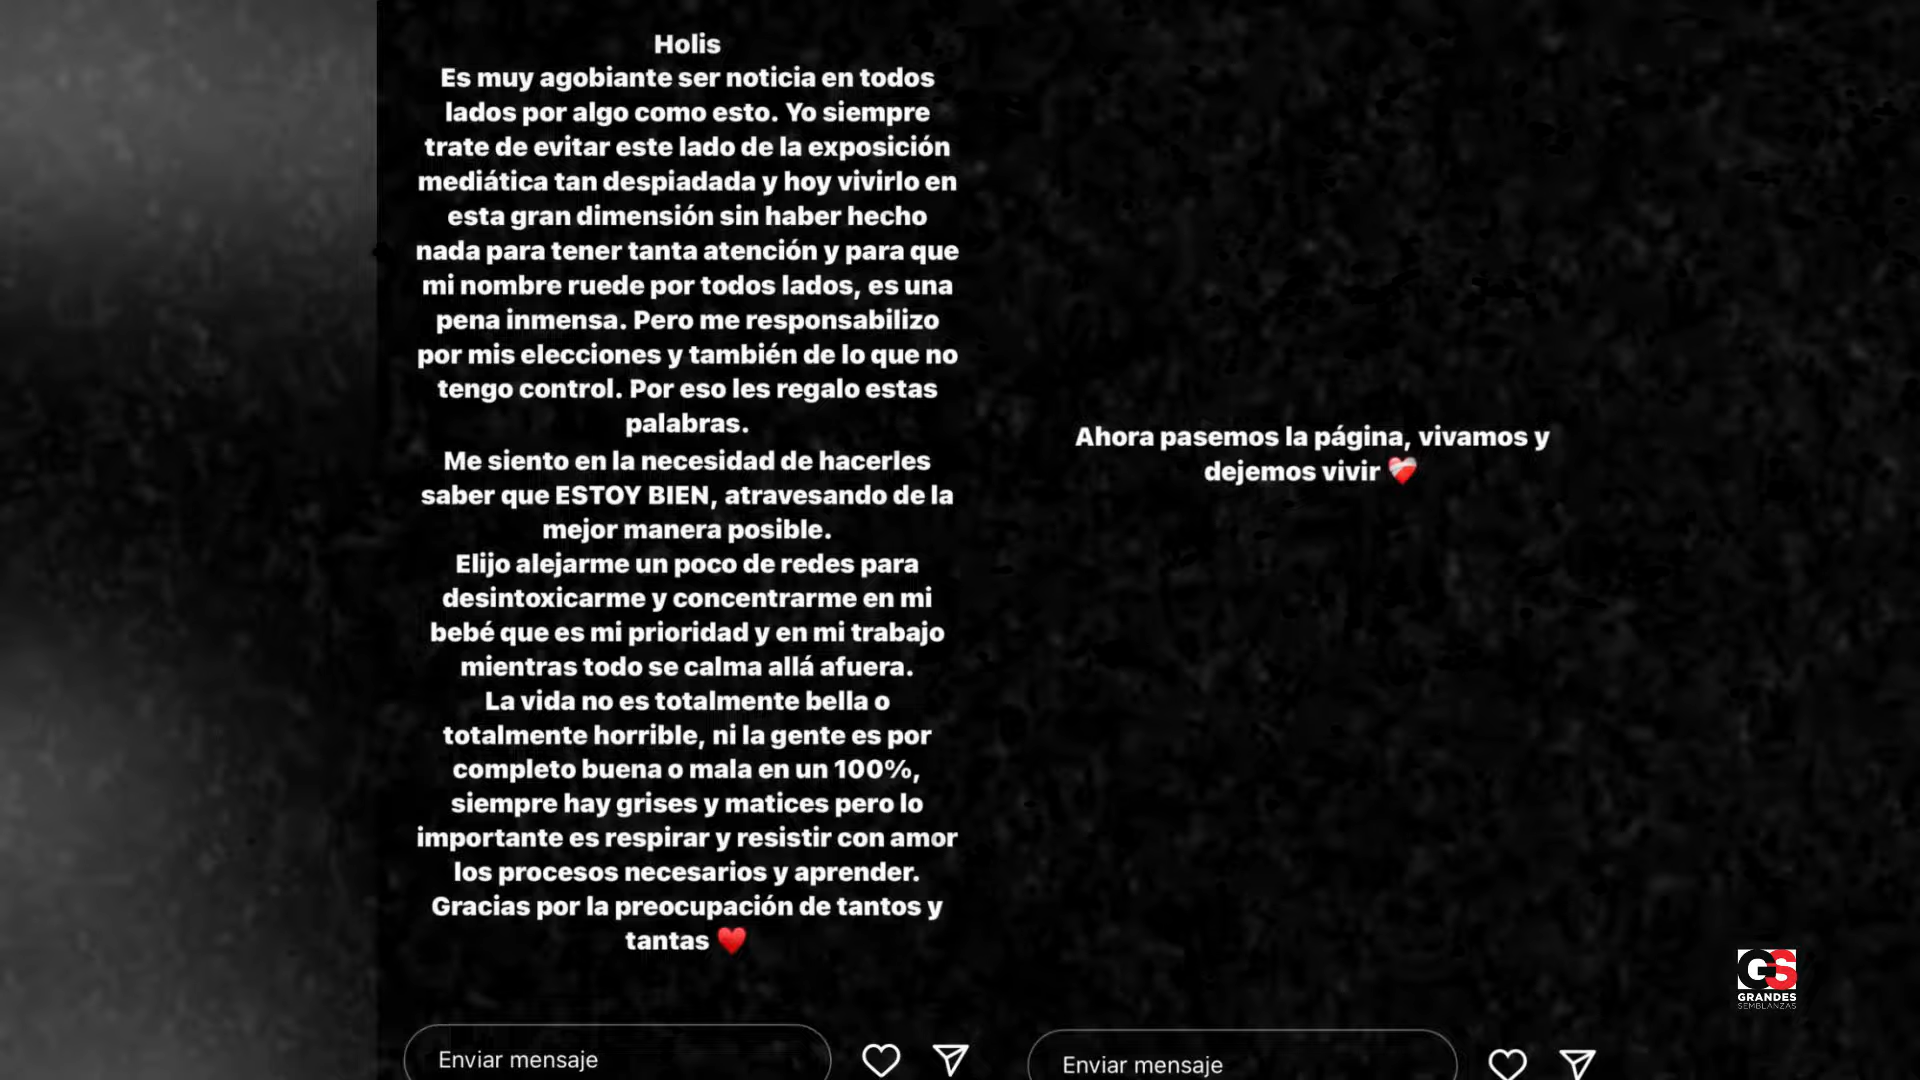 Holis
Es muy agobiante ser noticia en todos
lados por algo como esto. Yo siempre
trate de evitar este lado de la exposición
mediática tan despiadada y hoy vivirlo en
esta gran dimensión sin haber hecho
nada para tener tanta atención y para que
mi nombre ruede por todos lados, es una
pena inmensa. Pero me responsabilizo
por mis elecciones y también de lo que no
tengo control. Por eso les regalo estas
palabras.
Me siento en la necesidad de hacerles
saber que ESTOY BIEN, atravesando de la
mejor manera posible.
Elijo alejarme un poco de redes para
desintoxicarme y concentrarme en mi
bebé que es mi prioridad y en mi trabajo
mientras todo se calma allá afuera.
La vida no es totalmente bella o
totalmente horrible, ni la gente es por
completo buena o mala en un 100%,
siempre hay grises y matices pero lo
importante es respirar y resistir con amor
los procesos necesarios y aprender.
Gracias por la preocupación de tantos y
tantas ♥️
Enviar mensaje
Ahora pasemos la página, vivamos y
dejemos vivir ❤️‍🩹
Enviar mensaje
GS
GRANDES
SEMBLANZAS